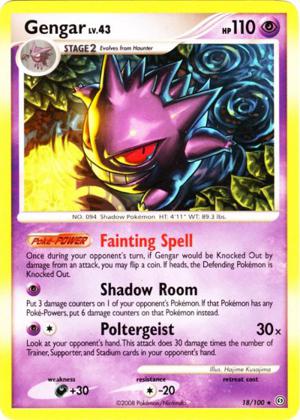 Gengar LV.43 HP 110
STAGE 2 Evolves from Haunter
NO. 094 Shadow Pokémon HT: 4'11" WT: 89.3 lbs.
Poké-POWER Fainting Spell
Once during your opponent's turn, if Gengar would be Knocked Out by
damage from an attack, you may flip a coin. If heads, the Defending Pokémon is
Knocked Out.
Shadow Room
Put 3 damage counters on 1 of your opponent's Pokémon. If that Pokémon has any
Poké-Powers, put 6 damage counters on that Pokémon instead.
Poltergeist 30x
Look at your opponent's hand. This attack does 30 damage times the number of
Trainer, Supporter, and Stadium cards in your opponent's hand.
Illus. Hajime Kusajima
weakness resistance retreat cost
+30 -20
©2008 Pokémon/Nintendo 18/100